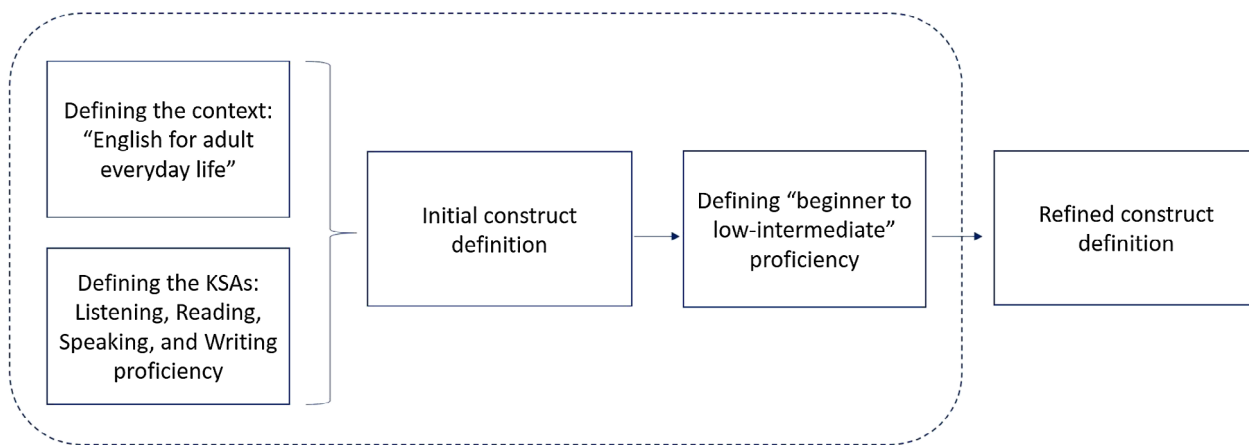 Defining the context:
“English for adult
everyday life”
Defining the KSAs:
Listening, Reading,
Speaking, and Writing
proficiency
Initial construct
definition
Defining “beginner to
low-intermediate”
proficiency
Refined construct
definition